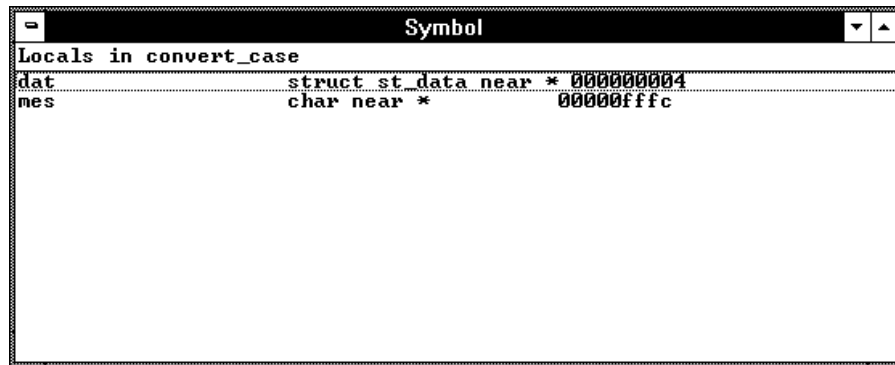 Symbol
Locals in convert_case
dat struct st_data near * 000000004
mes char near * 00000fffc